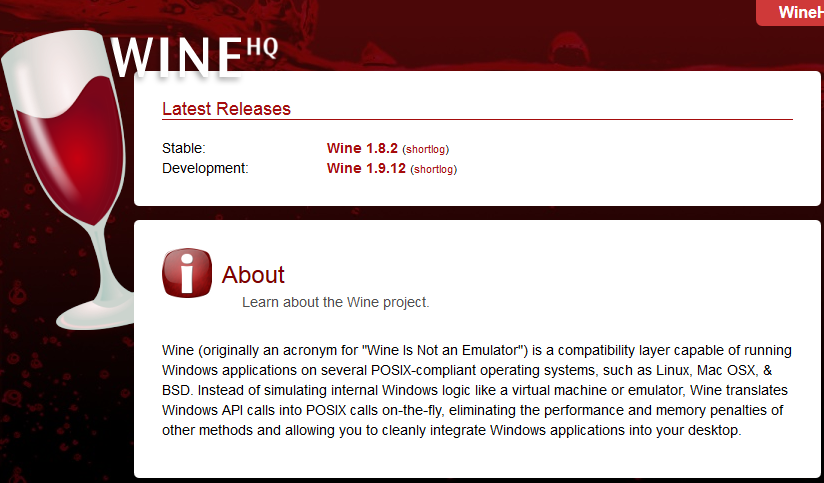 WineH
WINE HQ
Latest Releases
Stable: Wine 1.8.2 (shortlog)
Development: Wine 1.9.12 (shortlog)
About
Learn about the Wine project.
Wine (originally an acronym for "Wine Is Not an Emulator") is a compatibility layer capable of running
Windows applications on several POSIX-compliant operating systems, such as Linux, Mac OSX, &
BSD. Instead of simulating internal Windows logic like a virtual machine or emulator, Wine translates
Windows API calls into POSIX calls on-the-fly, eliminating the performance and memory penalties of
other methods and allowing you to cleanly integrate Windows applications into your desktop.